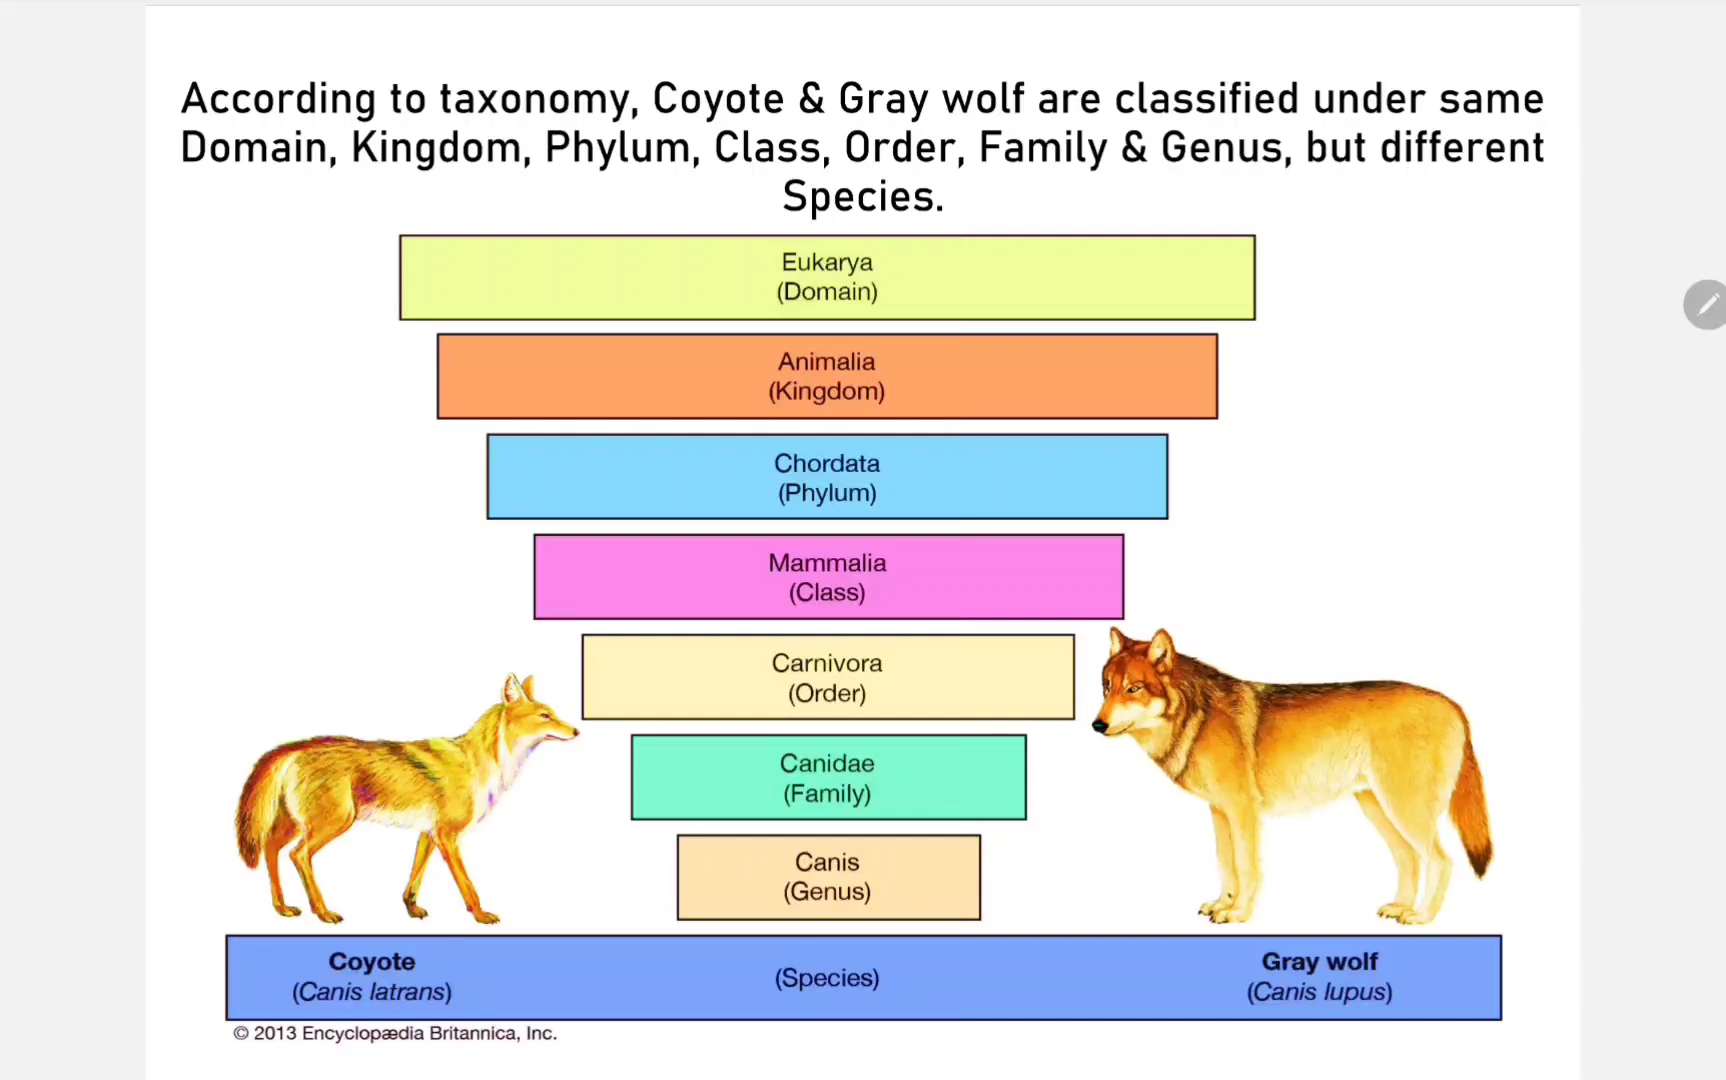 According to taxonomy, Coyote & Gray wolf are classified under same
Domain, Kingdom, Phylum, Class, Order, Family & Genus, but different
Species.
Eukarya
(Domain)
Animalia
(Kingdom)
Chordata
(Phylum)
Mammalia
(Class)
Carnivora
(Order)
Canidae
(Family)
Canis
(Genus)
Coyote
(Canis latrans)
(Species)
Gray wolf
(Canis lupus)
© 2013 Encyclopædia Britannica, Inc.